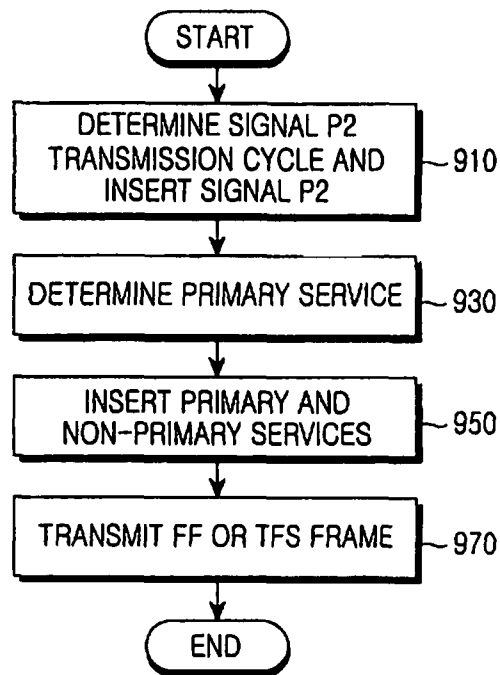 START
DETERMINE SIGNAL P2
TRANSMISSION CYCLE AND
INSERT SIGNAL P2
910
DETERMINE PRIMARY SERVICE
930
INSERT PRIMARY AND
NON-PRIMARY SERVICES
950
TRANSMIT FF OR TFS FRAME
970
END